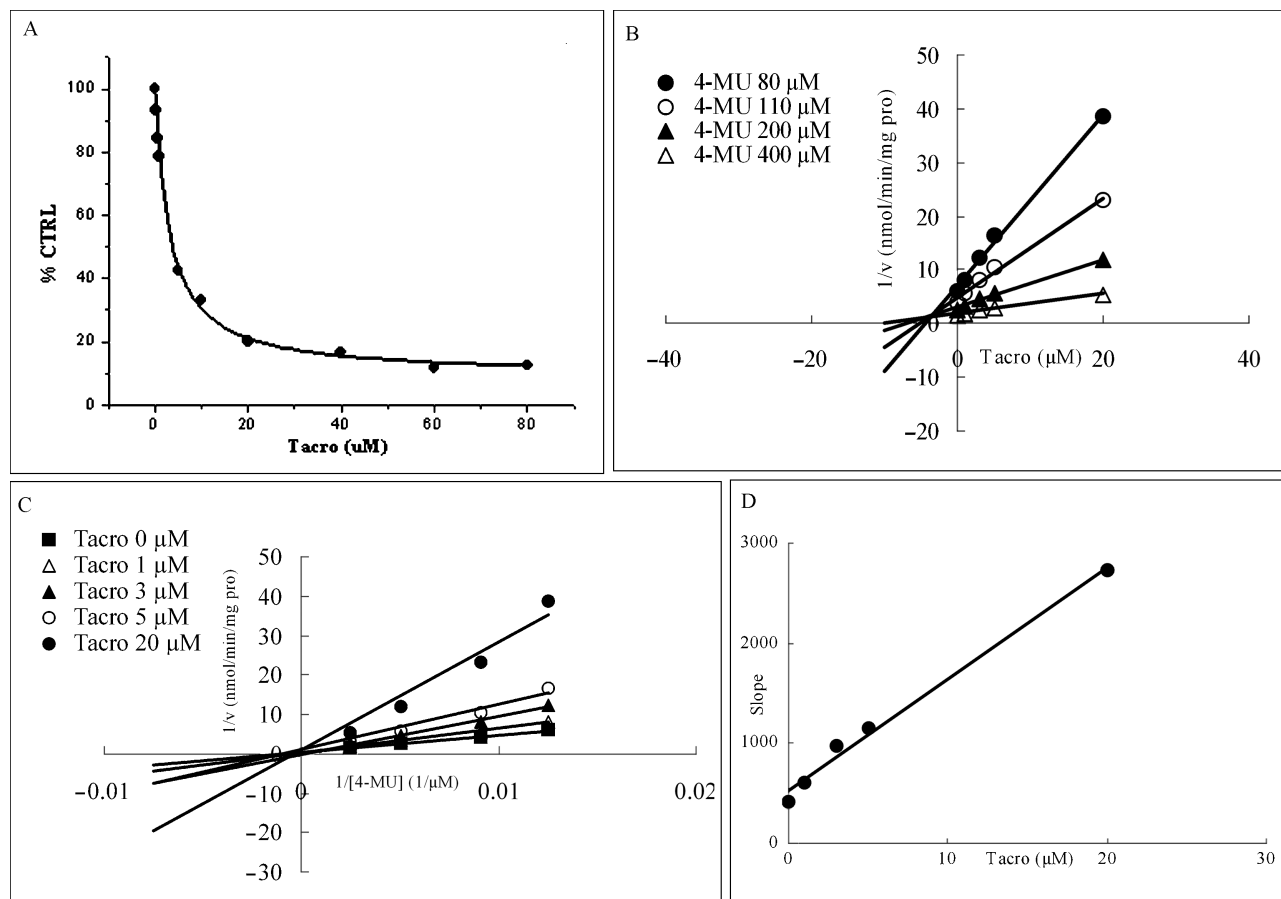 A
% CTRL
100
80
60
40
20
0
0
20
40
60
80
Tacro (uM)
B
4-MU 80 µM
4-MU 110 µM
4-MU 200 µM
4-MU 400 µM
1/v (nmol/min/mg pro)
50
40
30
20
10
0
−10
−20
−40
−20
0
20
40
Tacro (µM)
C
Tacro 0 µM
Tacro 1 µM
Tacro 3 µM
Tacro 5 µM
Tacro 20 µM
1/v (nmol/min/mg pro)
50
40
30
20
10
0
−10
−20
−30
−0.01
0
0.01
0.02
1/[4-MU] (1/µM)
D
Slope
3000
2000
1000
0
0
10
20
30
Tacro (µM)